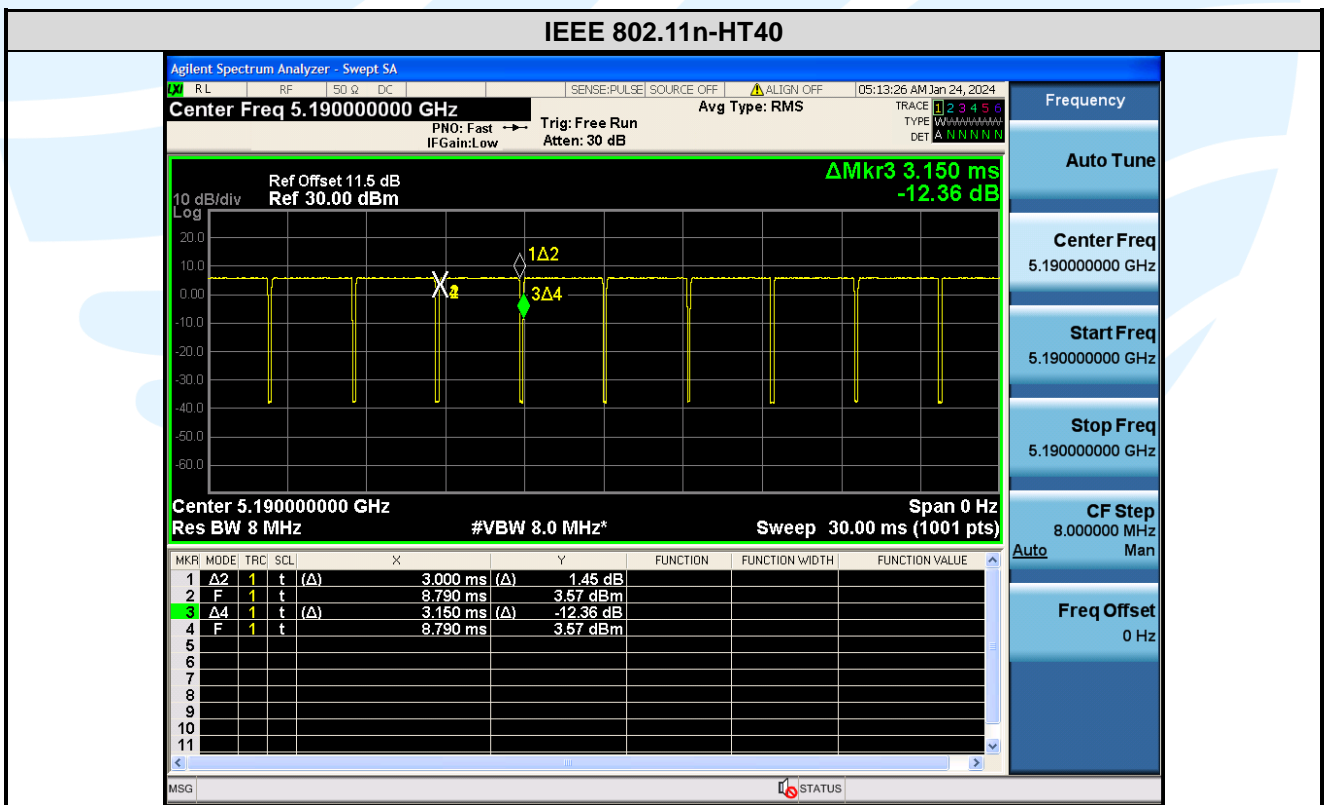 IEEE 802.11n-HT40
Agilent Spectrum Analyzer - Swept SA
LXI RL RF 50 Ω DC SENSE:PULSE SOURCE OFF ALIGN OFF 05:13:26 AM Jan 24, 2024
Center Freq 5.190000000 GHz
PNO: Fast
IFGain:Low
Trig: Free Run
Atten: 30 dB
Avg Type: RMS
TRACE 1 2 3 4 5 6
TYPE
DET A N N N N N
ΔMkr3 3.150 ms
-12.36 dB
Ref Offset 11.5 dB
10 dB/div Ref 30.00 dBm
Log
20.0
10.0
0.00
-10.0
-20.0
-30.0
-40.0
-50.0
-60.0
1Δ2
3Δ4
Center 5.190000000 GHz Span 0 Hz
Res BW 8 MHz #VBW 8.0 MHz* Sweep 30.00 ms (1001 pts)
MKR MODE TRC SCL X Y FUNCTION FUNCTION WIDTH FUNCTION VALUE
1 Δ2 1 t (Δ) 3.000 ms (Δ) 1.45 dB
2 F 1 t 8.790 ms 3.57 dBm
3 Δ4 1 t (Δ) 3.150 ms (Δ) -12.36 dB
4 F 1 t 8.790 ms 3.57 dBm
5
6
7
8
9
10
11
MSG STATUS
Frequency
Auto Tune
Center Freq
5.190000000 GHz
Start Freq
5.190000000 GHz
Stop Freq
5.190000000 GHz
CF Step
8.000000 MHz
Auto Man
Freq Offset
0 Hz